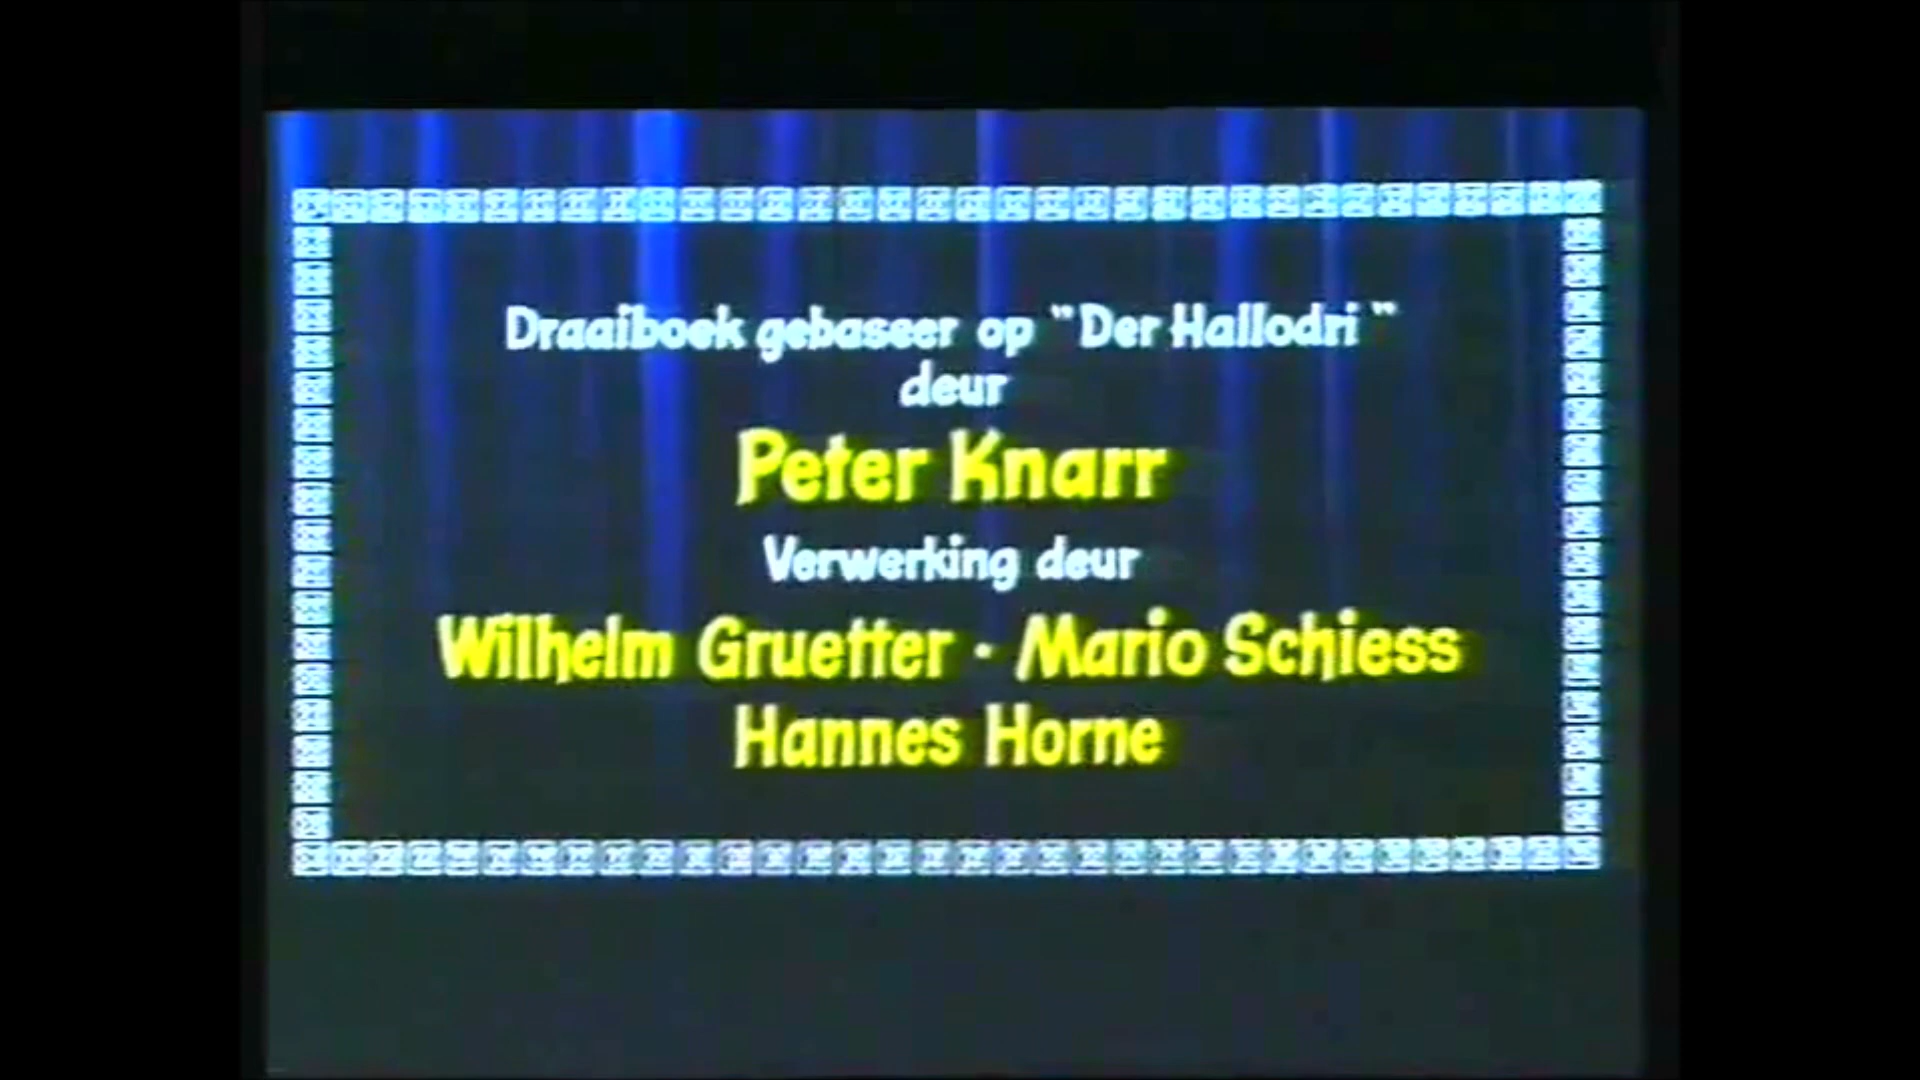 Draaiboek gebaseer op "Der Hallodri"
deur
Peter Knarr
Verwerking deur
Wilhelm Gruetter · Mario Schiess
Hannes Horne